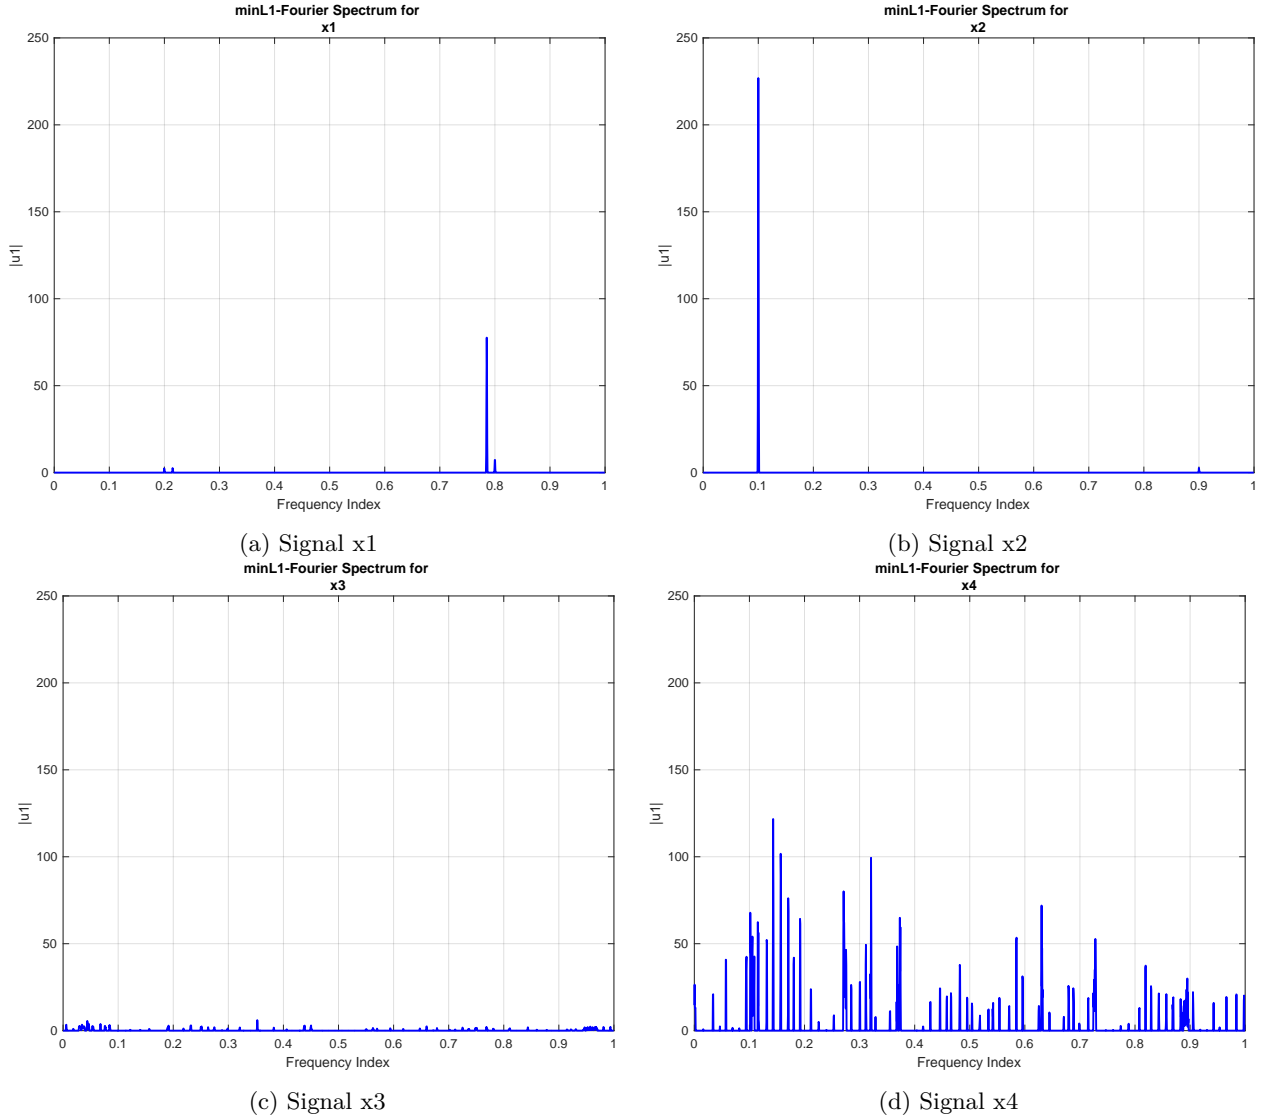 minL1-Fourier Spectrum for
x1
250
200
150
100
50
0
|u1|
0 0.1 0.2 0.3 0.4 0.5 0.6 0.7 0.8 0.9 1
Frequency Index
(a) Signal x1
minL1-Fourier Spectrum for
x2
250
200
150
100
50
0
|u1|
0 0.1 0.2 0.3 0.4 0.5 0.6 0.7 0.8 0.9 1
Frequency Index
(b) Signal x2
minL1-Fourier Spectrum for
x3
250
200
150
100
50
0
|u1|
0 0.1 0.2 0.3 0.4 0.5 0.6 0.7 0.8 0.9 1
Frequency Index
(c) Signal x3
minL1-Fourier Spectrum for
x4
250
200
150
100
50
0
|u1|
0 0.1 0.2 0.3 0.4 0.5 0.6 0.7 0.8 0.9 1
Frequency Index
(d) Signal x4